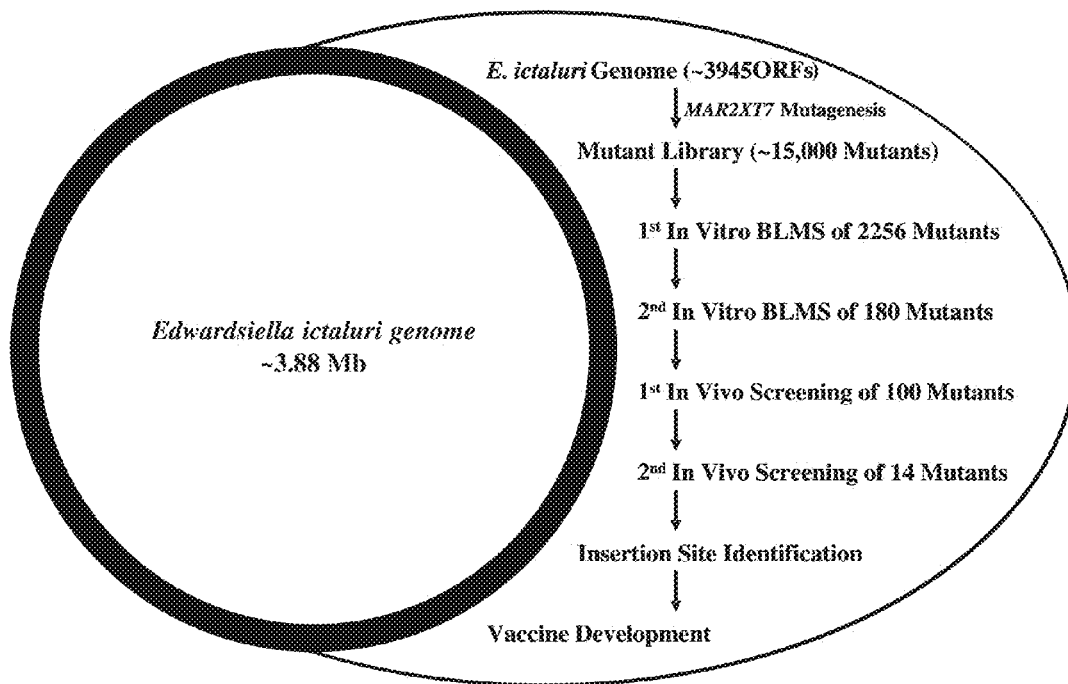 E. ictaluri Genome (~3945ORFs)
MAR2XT7 Mutagenesis
Mutant Library (~15,000 Mutants)
1st In Vitro BLMS of 2256 Mutants
2nd In Vitro BLMS of 180 Mutants
1st In Vivo Screening of 100 Mutants
2nd In Vivo Screening of 14 Mutants
Insertion Site Identification
Vaccine Development
Edwardsiella ictaluri genome
~3.88 Mb